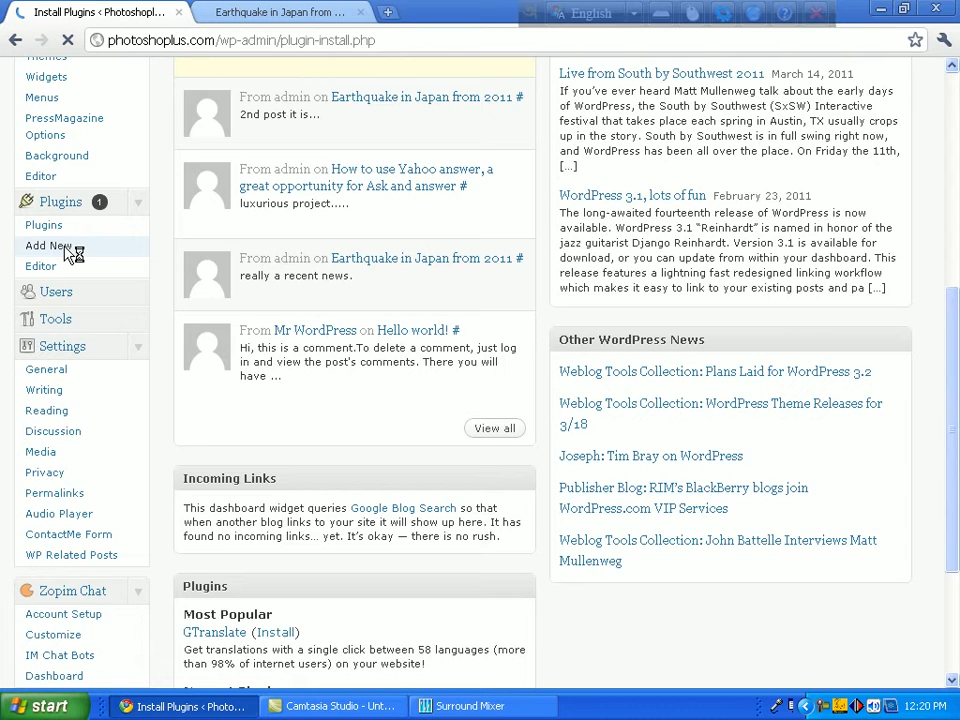 Install Plugins ‹ Photoshopl...
Earthquake in Japan from ...
English
photoshoplus.com/wp-admin/plugin-install.php
Widgets
Menus
PressMagazine
Options
Background
Editor
Plugins 1
Plugins
Add New
Editor
Users
Tools
Settings
General
Writing
Reading
Discussion
Media
Privacy
Permalinks
Audio Player
ContactMe Form
WP Related Posts
Zopim Chat
Account Setup
Customize
IM Chat Bots
Dashboard
From admin on Earthquake in Japan from 2011 #
2nd post it is...
From admin on How to use Yahoo answer, a
great opportunity for Ask and answer #
luxurious project.....
From admin on Earthquake in Japan from 2011 #
really a recent news.
From Mr WordPress on Hello world! #
Hi, this is a comment.To delete a comment, just log
in and view the post's comments. There you will
have ...
View all
Incoming Links
This dashboard widget queries Google Blog Search so that
when another blog links to your site it will show up here. It has
found no incoming links… yet. It's okay — there is no rush.
Plugins
Most Popular
GTranslate (Install)
Get translations with a single click between 58 languages (more
than 98% of internet users) on your website!
Live from South by Southwest 2011 March 14, 2011
If you've ever heard Matt Mullenweg talk about the early days
of WordPress, the South by Southwest (SxSW) Interactive
festival that takes place each spring in Austin, TX usually crops
up in the story. South by Southwest is in full swing right now,
and WordPress has been all over the place. On Friday the 11th,
[...]
WordPress 3.1, lots of fun February 23, 2011
The long-awaited fourteenth release of WordPress is now
available. WordPress 3.1 "Reinhardt" is named in honor of the
jazz guitarist Django Reinhardt. Version 3.1 is available for
download, or you can update from within your dashboard. This
release features a lightning fast redesigned linking workflow
which makes it easy to link to your existing posts and pa [...]
Other WordPress News
Weblog Tools Collection: Plans Laid for WordPress 3.2
Weblog Tools Collection: WordPress Theme Releases for
3/18
Joseph: Tim Bray on WordPress
Publisher Blog: RIM's BlackBerry blogs join
WordPress.com VIP Services
Weblog Tools Collection: John Battelle Interviews Matt
Mullenweg
start
Install Plugins ‹ Photo...
Camtasia Studio - Unt...
Surround Mixer
12:20 PM